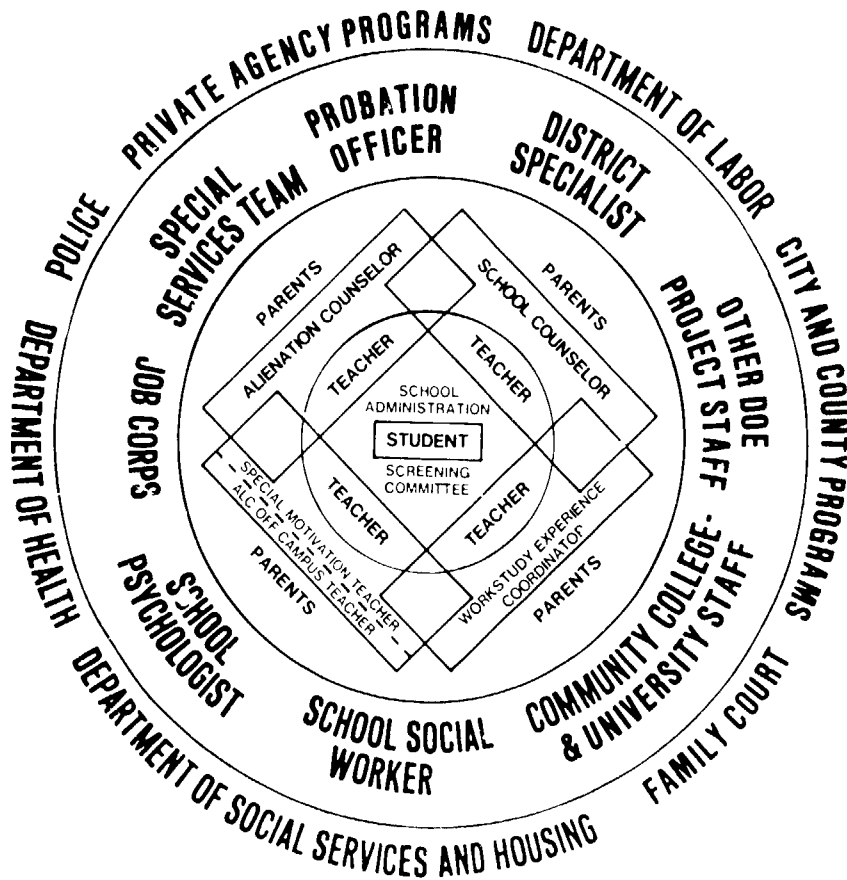 PRIVATE AGENCY PROGRAMS
DEPARTMENT OF LABOR
CITY AND COUNTY PROGRAMS
FAMILY COURT
DEPARTMENT OF SOCIAL SERVICES AND HOUSING
DEPARTMENT OF HEALTH
POLICE
PROBATION
OFFICER
DISTRICT
SPECIALIST
OTHER DOE
PROJECT STAFF
COMMUNITY COLLEGE -
& UNIVERSITY STAFF
SCHOOL SOCIAL
WORKER
SCHOOL
PSYCHOLOGIST
JOB CORPS
SPECIAL
SERVICES TEAM
PARENTS
ALIENATION COUNSELOR
TEACHER
PARENTS
SCHOOL COUNSELOR
TEACHER
SCHOOL
ADMINISTRATION
STUDENT
SCREENING
COMMITTEE
TEACHER
SPECIAL MOTIVATION TEACHER
ALC OFF CAMPUS TEACHER
PARENTS
TEACHER
WORKSTUDY EXPERIENCE
COORDINATOR
PARENTS